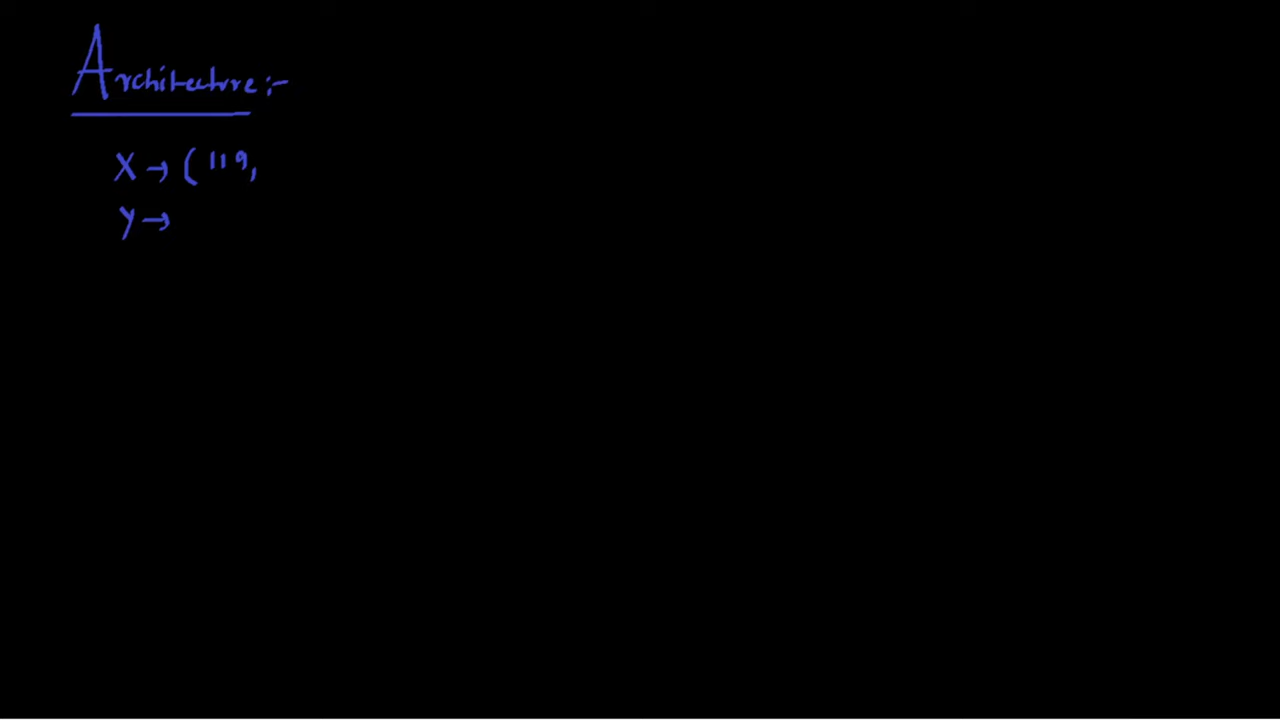 Architecture :-
X → (119,
Y →